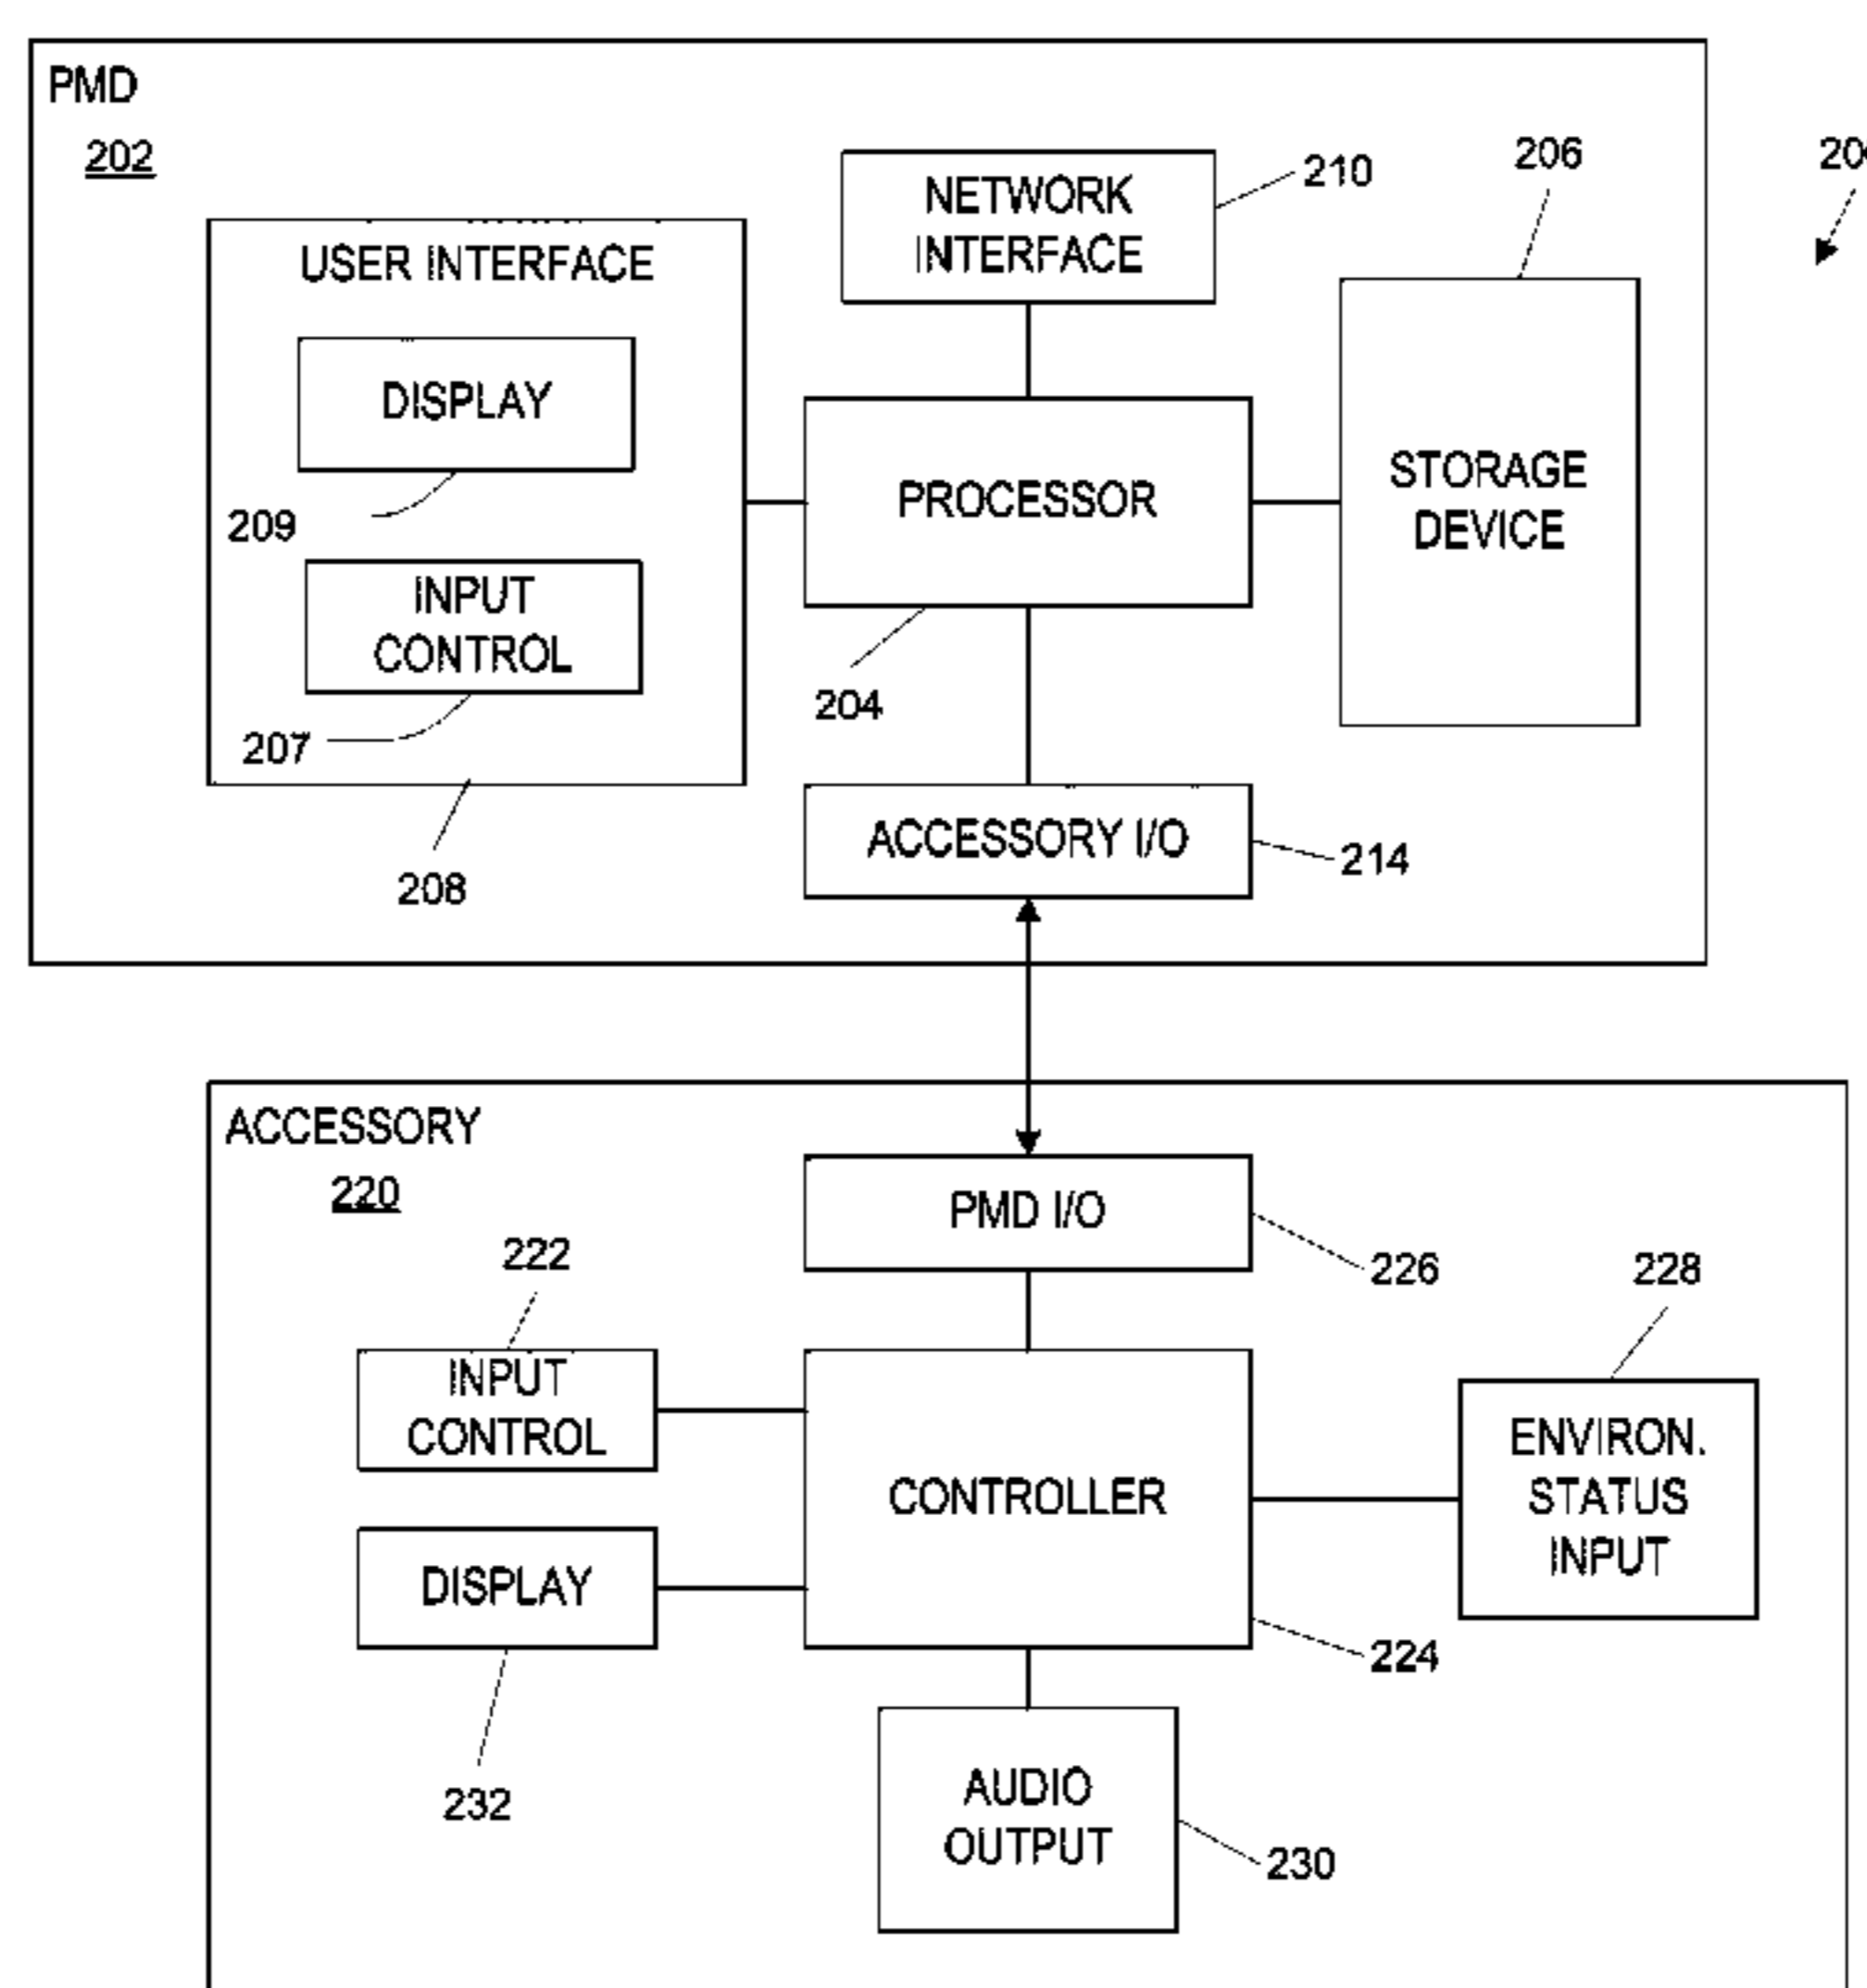 PMD
202
210
206
NETWORK
INTERFACE
USER INTERFACE
DISPLAY
209
PROCESSOR
STORAGE
DEVICE
INPUT
CONTROL
207
204
208
ACCESSORY I/O
214
ACCESSORY
220
PMD I/O
226
222
228
INPUT
CONTROL
CONTROLLER
ENVIRON.
STATUS
INPUT
DISPLAY
224
232
AUDIO
OUTPUT
230